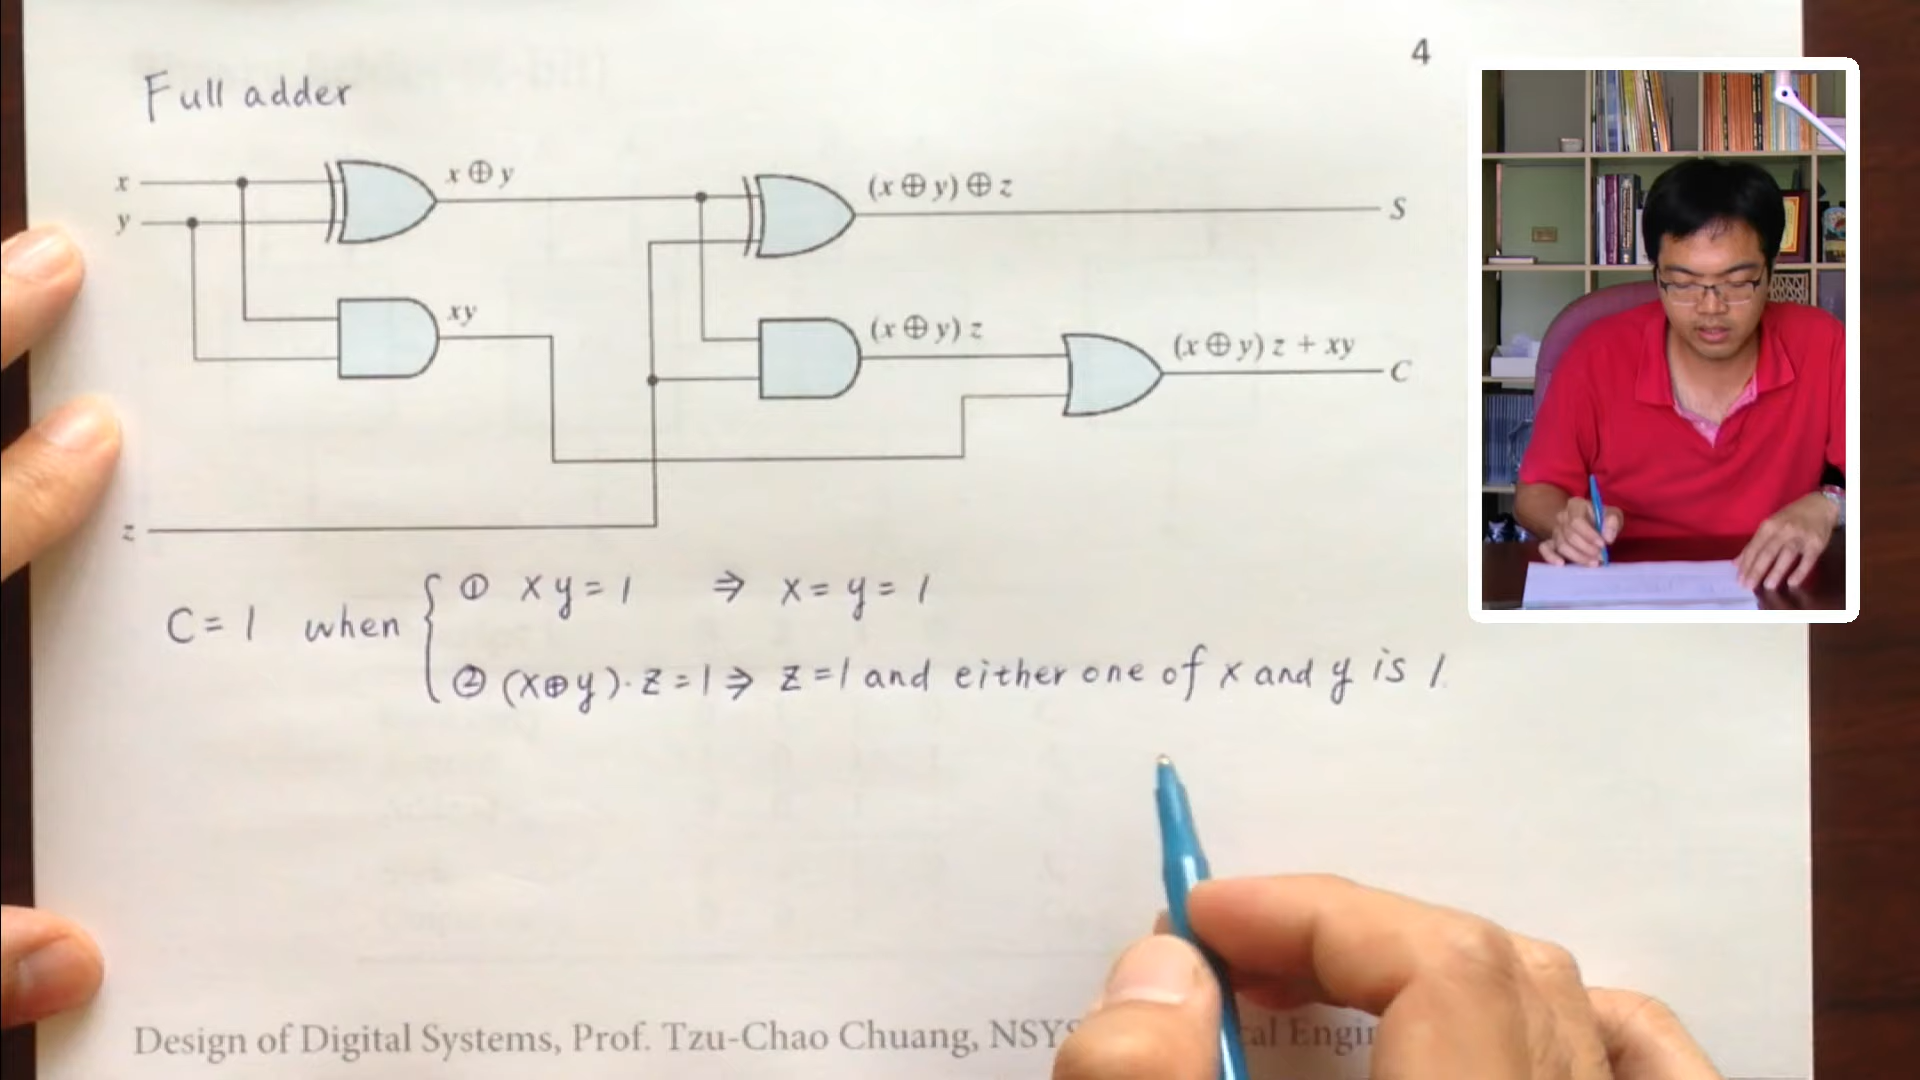 4
Full adder
x
y
x ⊕ y
(x ⊕ y) ⊕ z
S
xy
(x ⊕ y) z
(x ⊕ y) z + xy
C
z
C = 1 when
① xy = 1 ⇒ x = y = 1
② (x⊕y)·z = 1 ⇒ z = 1 and either one of x and y is 1.
Design of Digital Systems, Prof. Tzu-Chao Chuang,